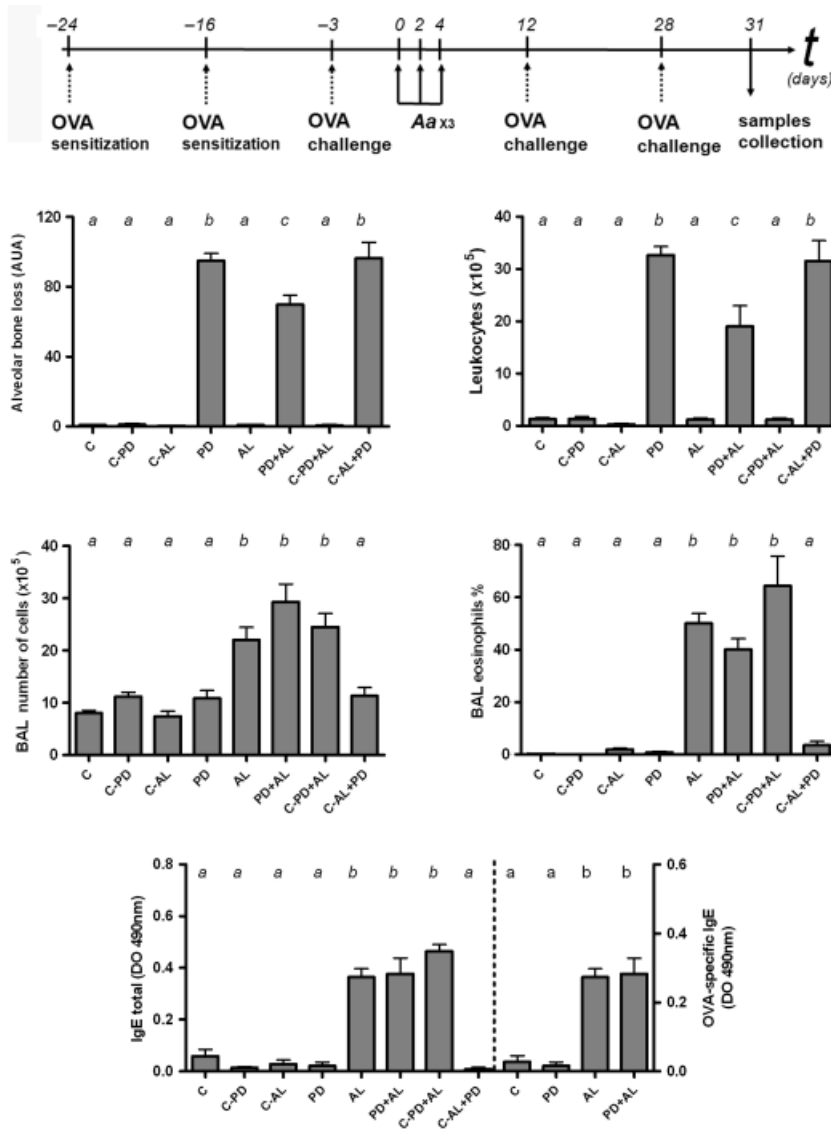 –24 –16 –3 0 2 4 12 28 31 t
(days)
OVA OVA OVA Aa X3 OVA OVA samples
sensitization sensitization challenge challenge challenge collection
a a a b a c a b
Alveolar bone loss (AUA)
120
80
40
0
C C-PD C-AL PD AL PD+AL C-PD+AL C-AL+PD
a a a b a c a b
Leukocytes (x10⁵)
40
30
20
10
0
C C-PD C-AL PD AL PD+AL C-PD+AL C-AL+PD
a a a a b b b a
BAL number of cells (x10⁵)
40
30
20
10
0
C C-PD C-AL PD AL PD+AL C-PD+AL C-AL+PD
a a a a b b b a
BAL eosinophils %
80
60
40
20
0
C C-PD C-AL PD AL PD+AL C-PD+AL C-AL+PD
a a a a b b b a a a b b
IgE total (DO 490nm)
0.8
0.6
0.4
0.2
0.0
C C-PD C-AL PD AL PD+AL C-PD+AL C-AL+PD C PD AL PD+AL
0.6
0.4
0.2
0.0
OVA-specific IgE
(DO 490nm)